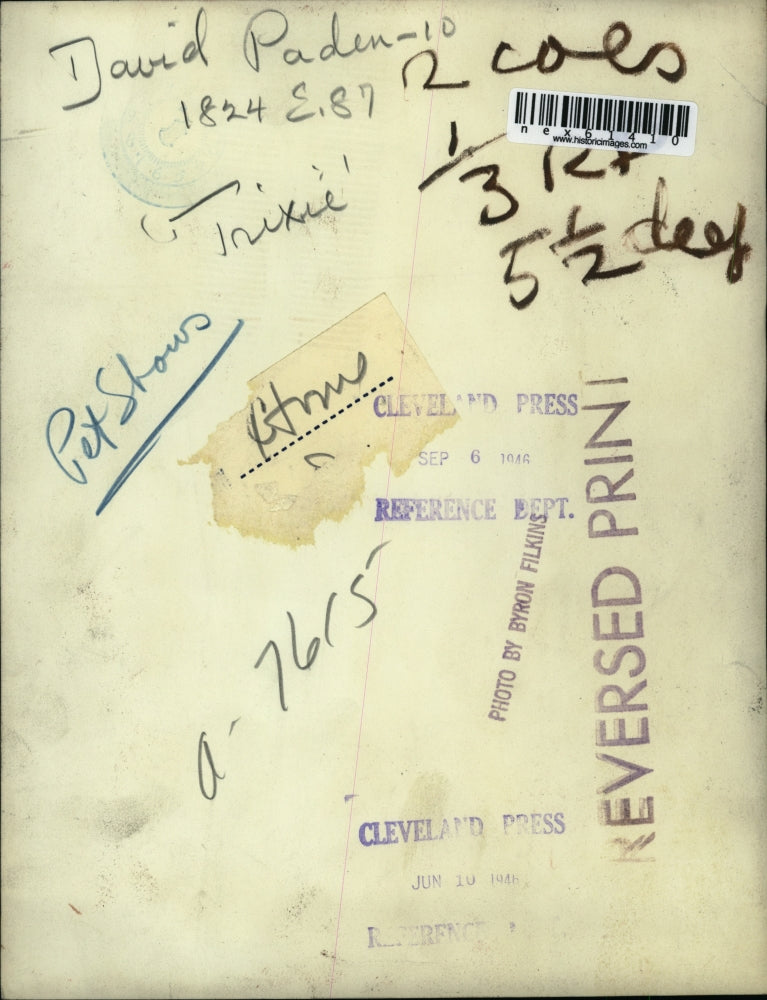 David Paden-10
1824 E. 87
"Trixie"
2 cols
nex61410
www.historicimages.com
1/3 Rt
5 1/2 deep
Pet Shows
CLEVELAND PRESS
SEP 6 1946
REFERENCE DEPT.
PHOTO BY BYRON FILKINS
REVERSED PRINT
a-7615
CLEVELAND PRESS
JUN 10 1946
REFERENCE